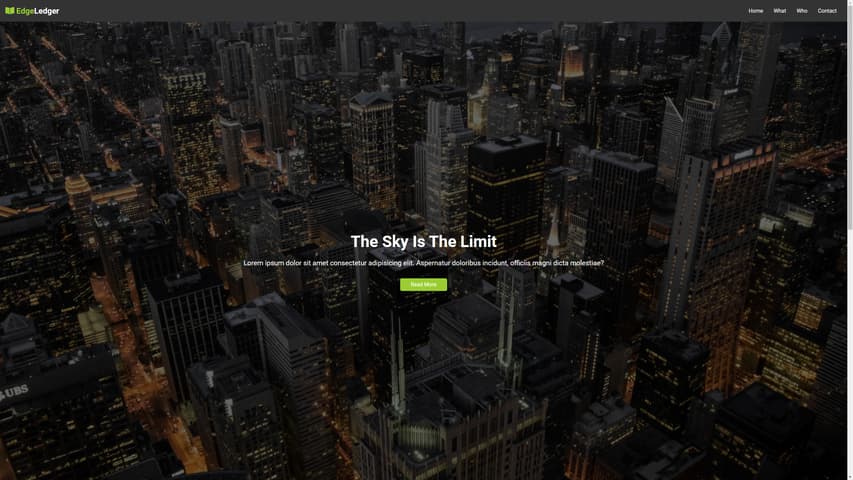 EdgeLedger
Home What Who Contact
The Sky Is The Limit
Lorem ipsum dolor sit amet consectetur adipisicing elit. Aspernatur doloribus incidunt, officiis magni dicta molestiae?
Read More
UBS